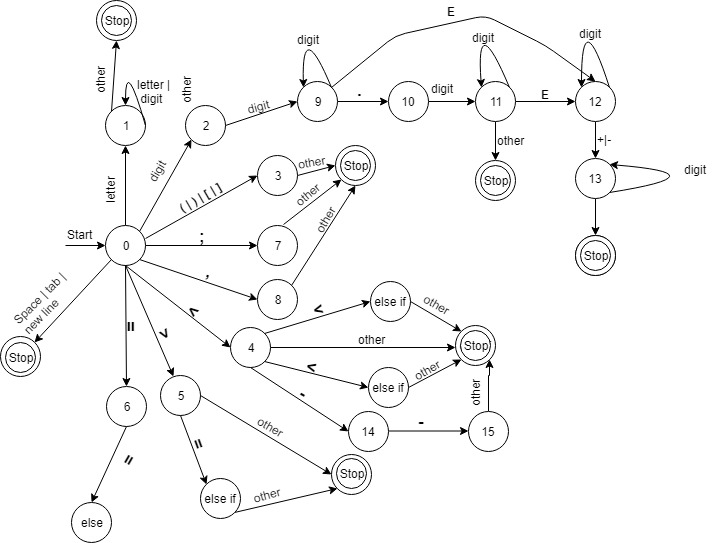 Stop
E
other
letter |
digit
other
digit
digit
digit
1
2
digit
9
.
10
digit
11
E
12
letter
digit
other
+|-
(|)|[|]
3
other
Stop
Stop
13
digit
other
Start
0
;
7
other
,
8
Stop
Space | tab |
new line
Stop
=
>
<
<
else if
other
4
other
Stop
<
else if
other
6
5
-
14
-
15
other
=
=
other
Stop
else if
other
else